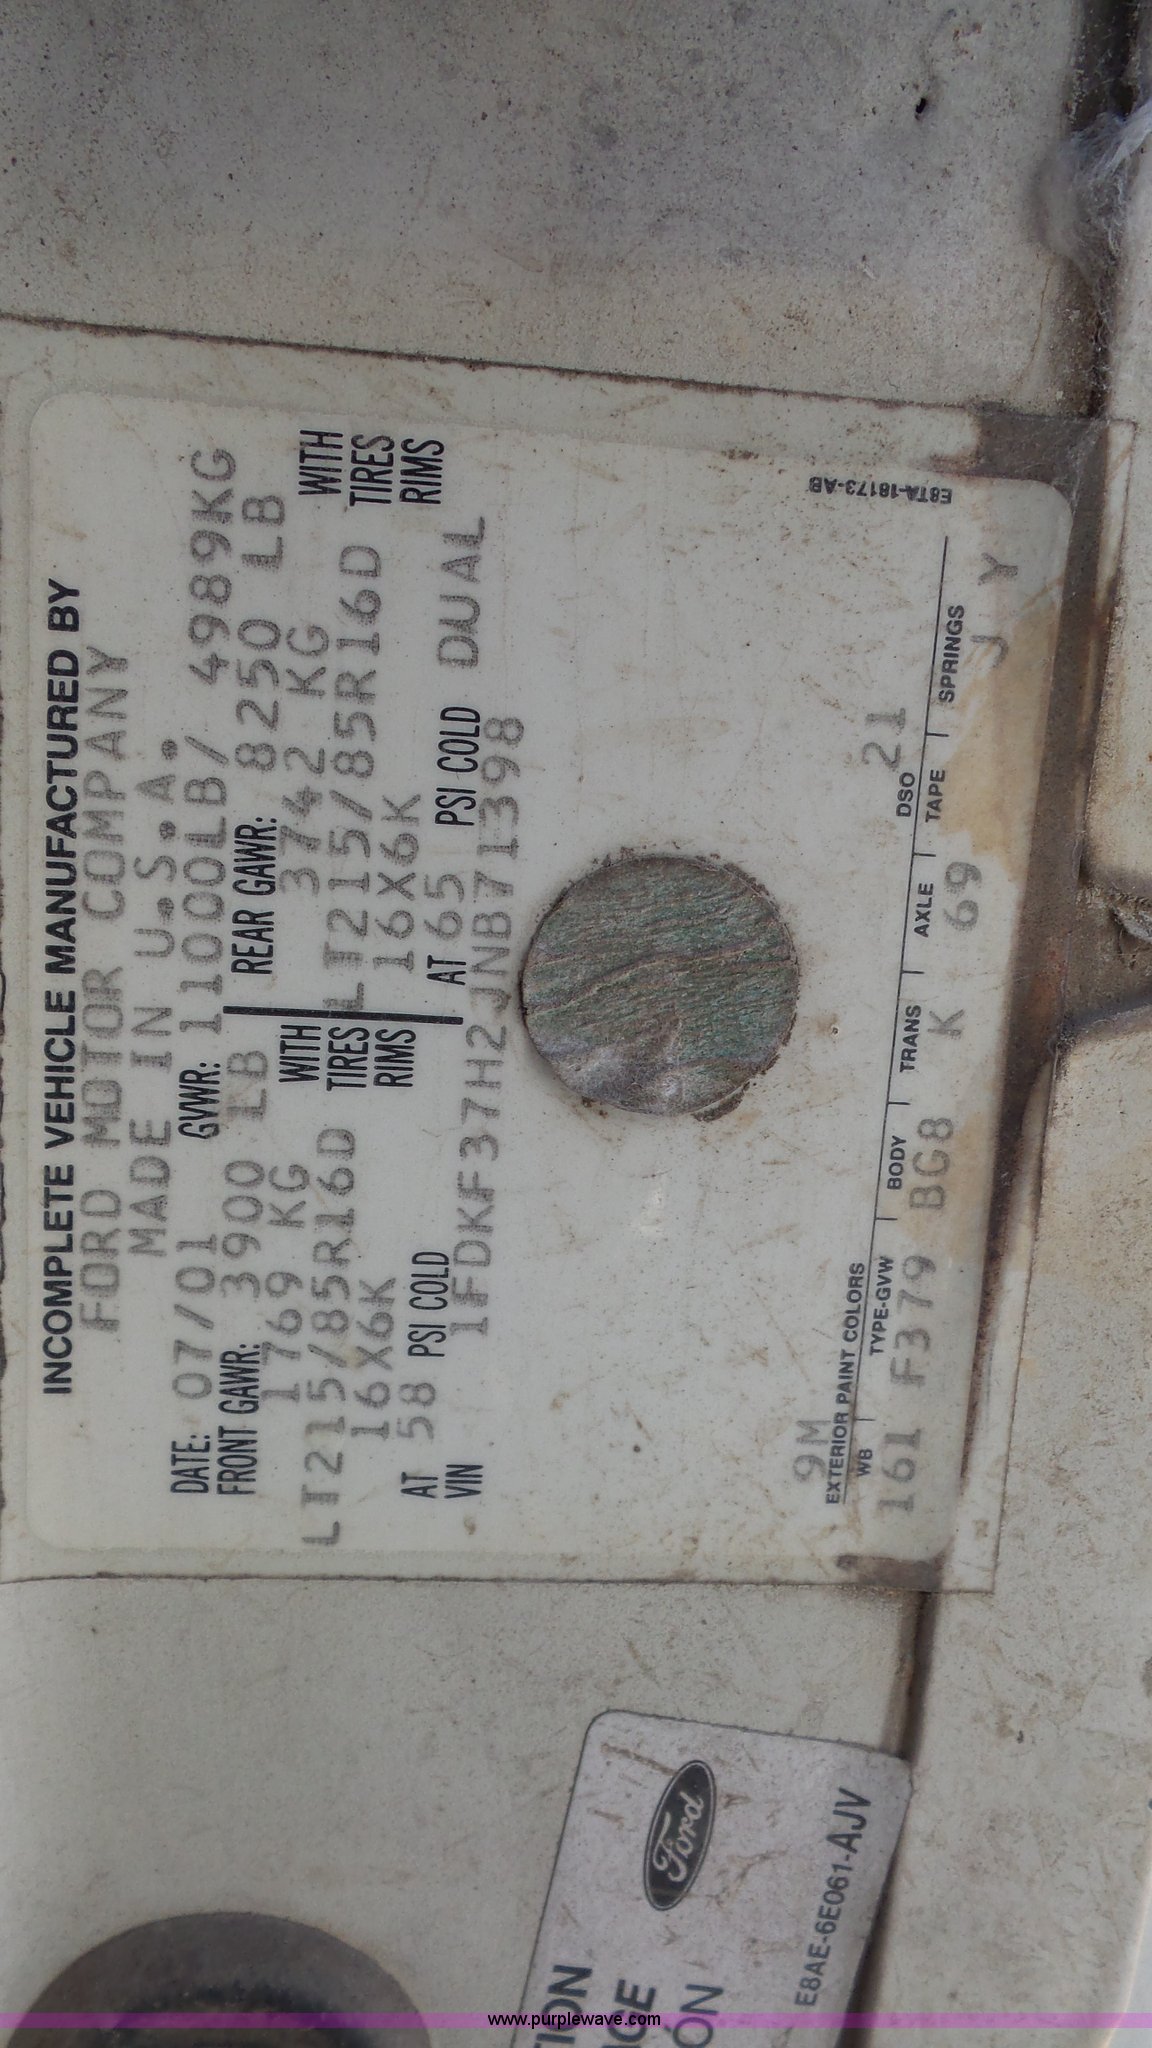 INCOMPLETE VEHICLE MANUFACTURED BY
FORD MOTOR COMPANY
MADE IN U.S.A.
DATE: 07/01 GVWR: 11000LB/ 4989KG
FRONT GAWR: 3900 LB REAR GAWR: 8250 LB
1769 KG WITH 3742 KG WITH
LT215/85R16D TIRES LT215/85R16D TIRES
16X6K RIMS 16X6K RIMS
AT 58 PSI COLD AT 65 PSI COLD DUAL
VIN 1FDKF37H2JNB71398
E8TA-18173-AB
9M DSO 21
EXTERIOR PAINT COLORS
WB TYPE-GVW BODY TRANS AXLE TAPE SPRINGS
161 F379 BG8 K 69 J Y
Ford
TION
GE
ÓN
E8AE-6E061-AJV
www.purplewave.com